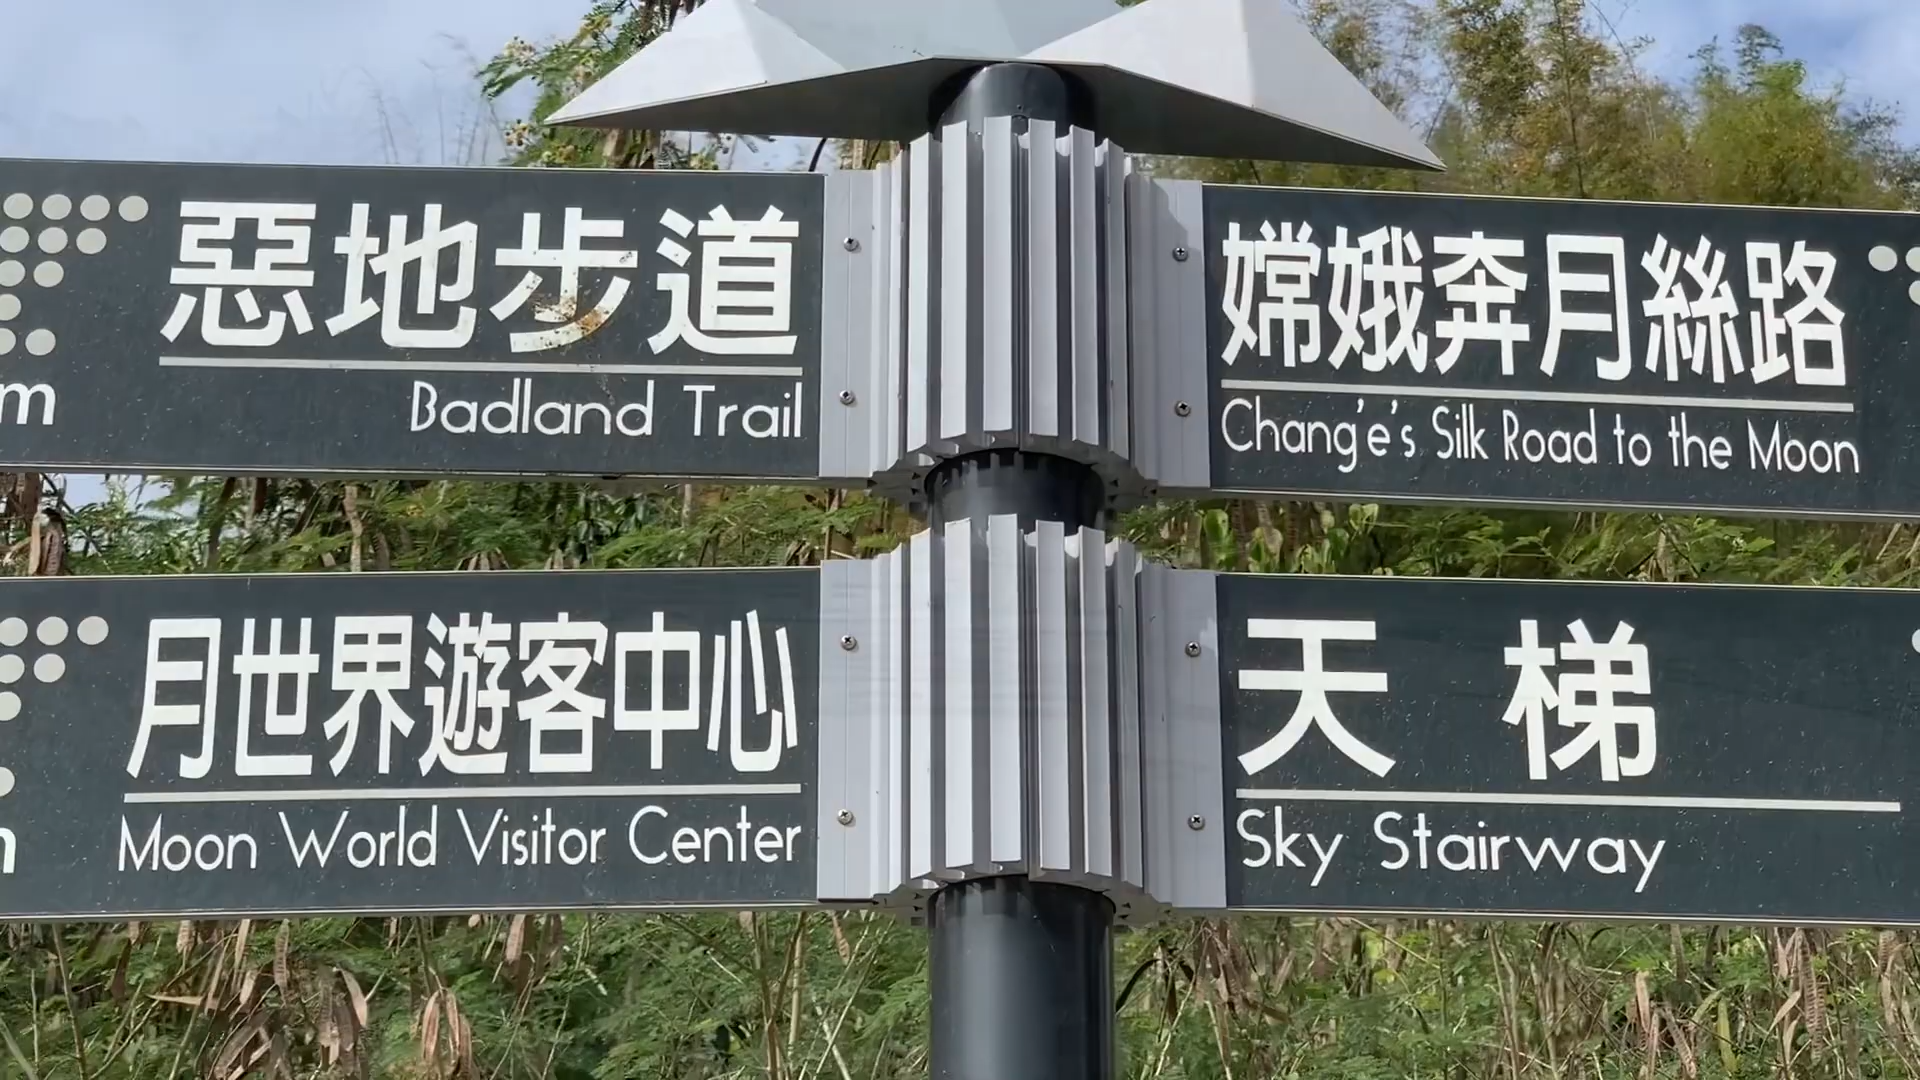 惡地步道
m Badland Trail
嫦娥奔月絲路
Chang'e's Silk Road to the Moon
月世界遊客中心
Moon World Visitor Center
天梯
Sky Stairway